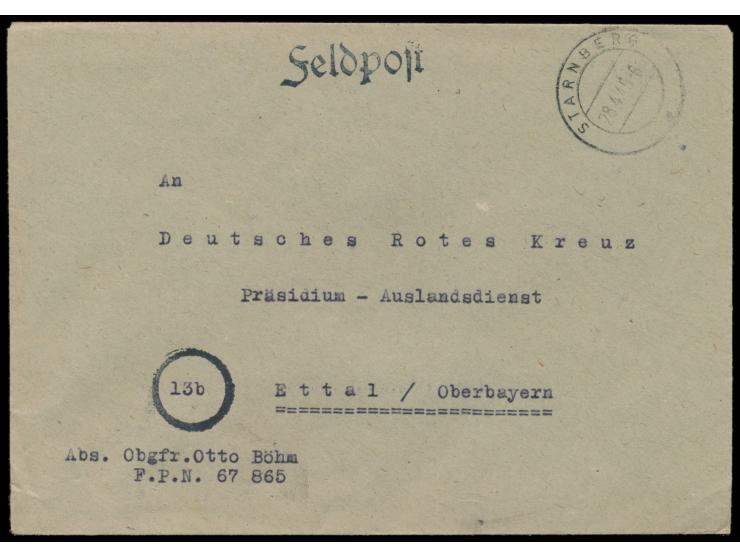 Feldpost
STARNBERG
28.4.45-6
An
Deutsches Rotes Kreuz
Präsidium - Auslandsdienst
13b
Ettal / Oberbayern
Abs. Obgfr.Otto Böhm
F.P.N. 67 865